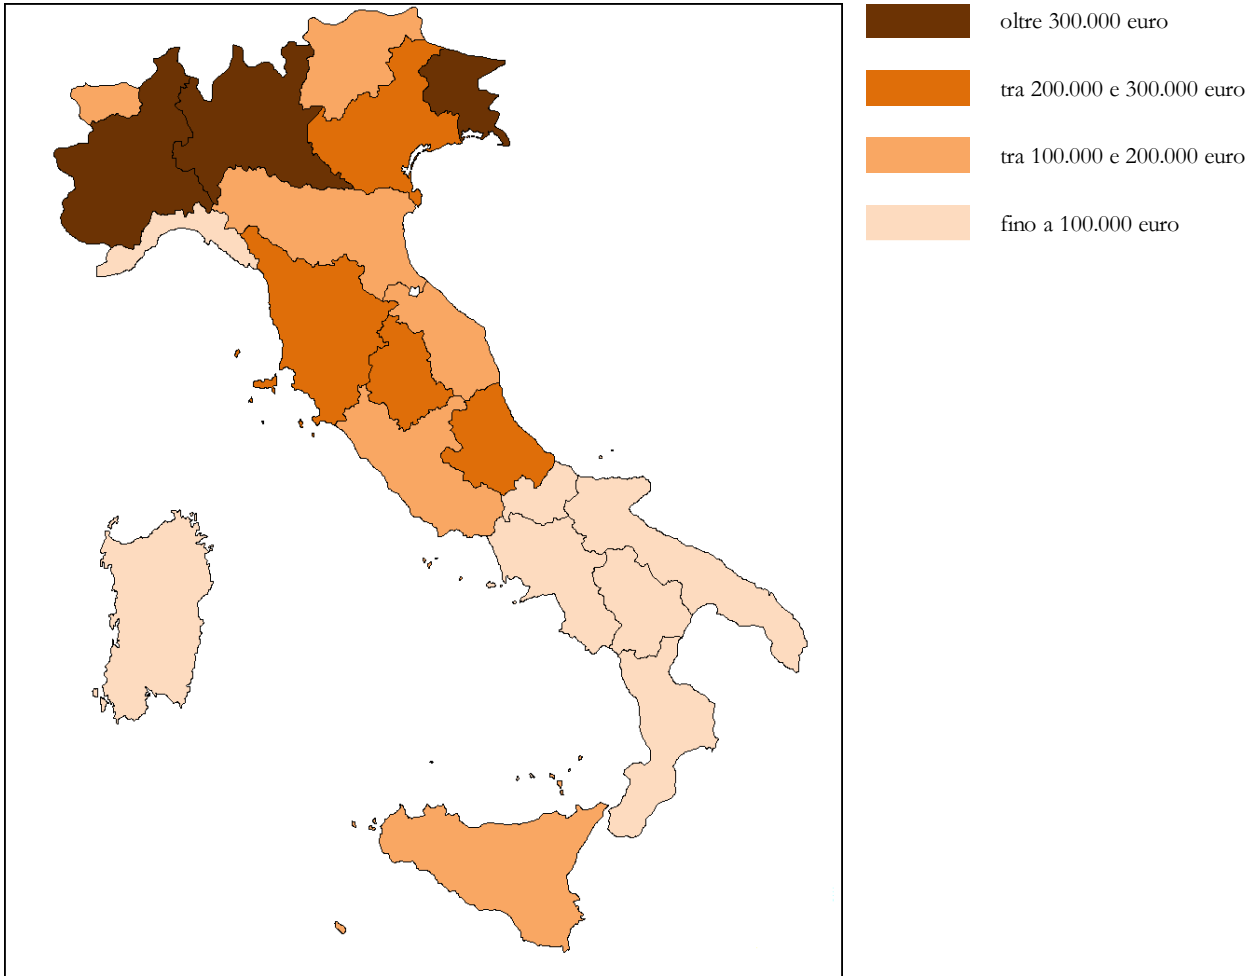 oltre 300.000 euro
tra 200.000 e 300.000 euro
tra 100.000 e 200.000 euro
fino a 100.000 euro